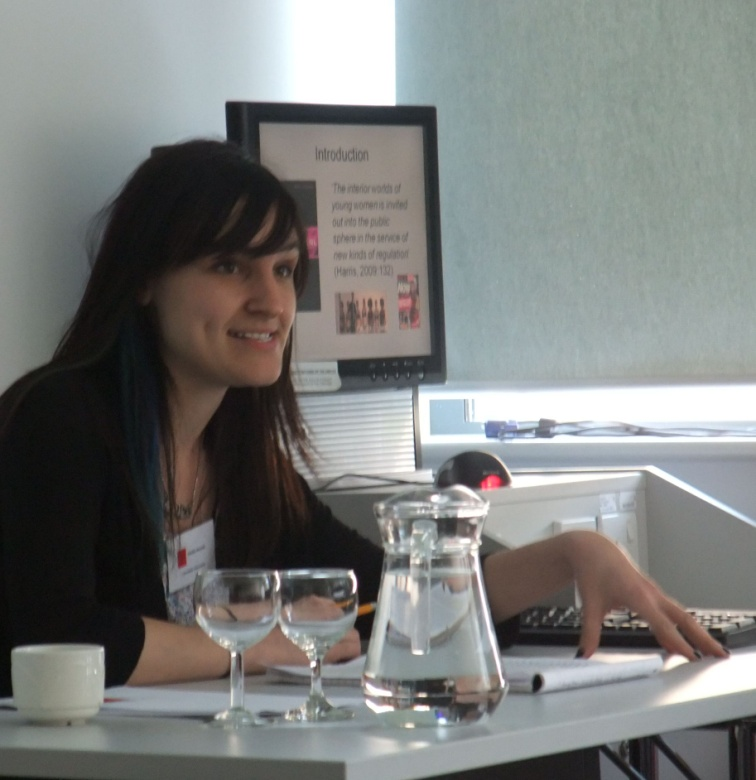 Introduction
The interior worlds of
young women is invited
out into the public
sphere in the service of
new kinds of regulation
(Harris, 2009:132)